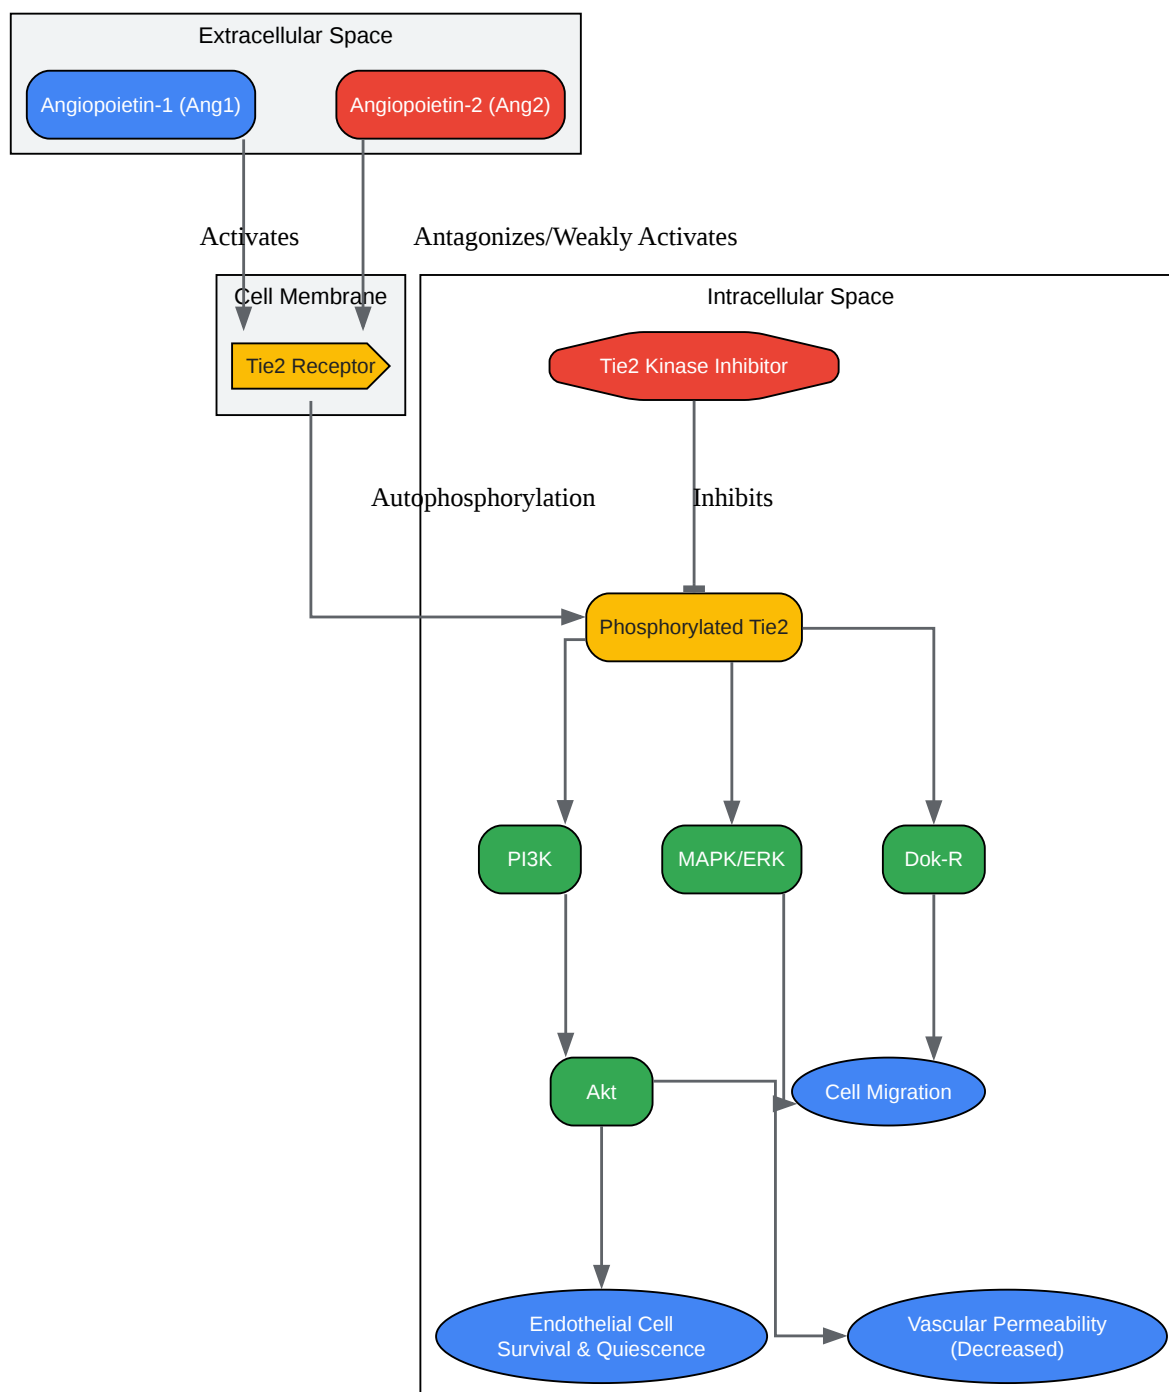 Extracellular Space
Angiopoietin-1 (Ang1)
Angiopoietin-2 (Ang2)
Activates
Antagonizes/Weakly Activates
Cell Membrane
Intracellular Space
Tie2 Receptor
Tie2 Kinase Inhibitor
Autophosphorylation
Inhibits
Phosphorylated Tie2
PI3K
MAPK/ERK
Dok-R
Akt
Cell Migration
Endothelial Cell
Survival & Quiescence
Vascular Permeability
(Decreased)